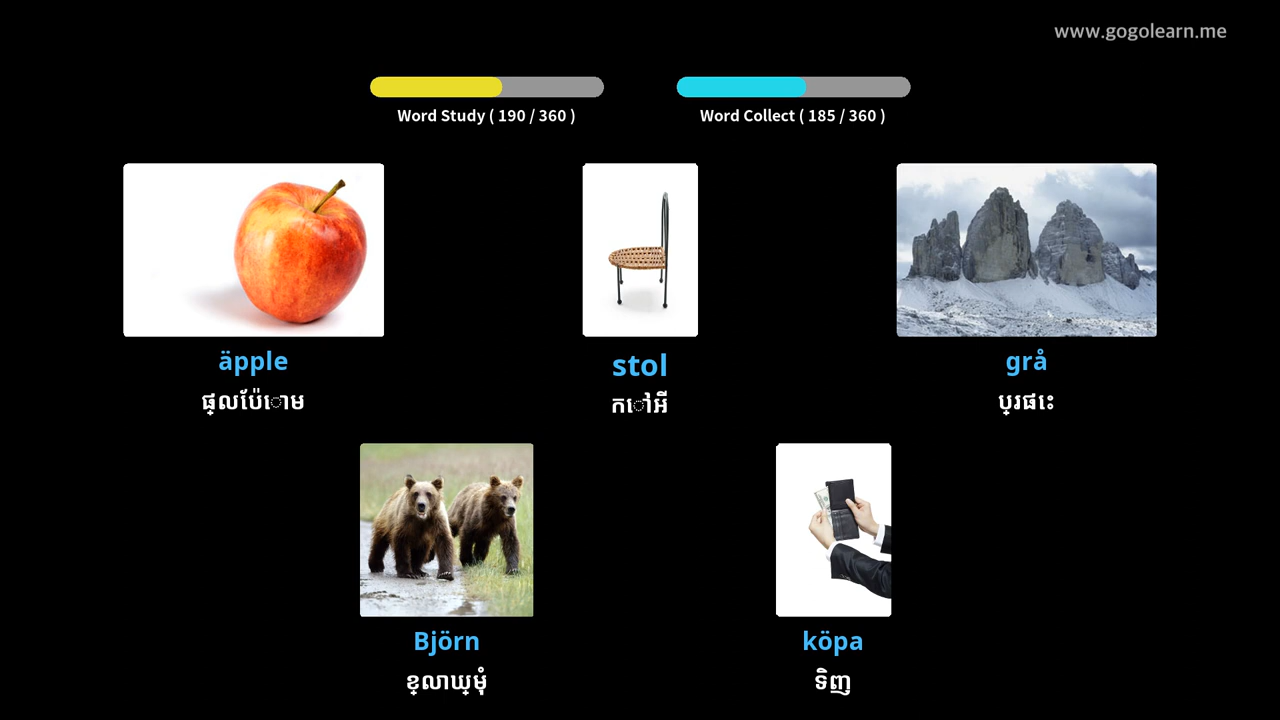 www.gogolearn.me
Word Study ( 190 / 360 )
Word Collect ( 185 / 360 )
äpple
stol
grå
ផ្លប៉ែោម
កៅអី
ប្រផះេ
Björn
köpa
ខ្លាឃ្មុំ
ទិញ